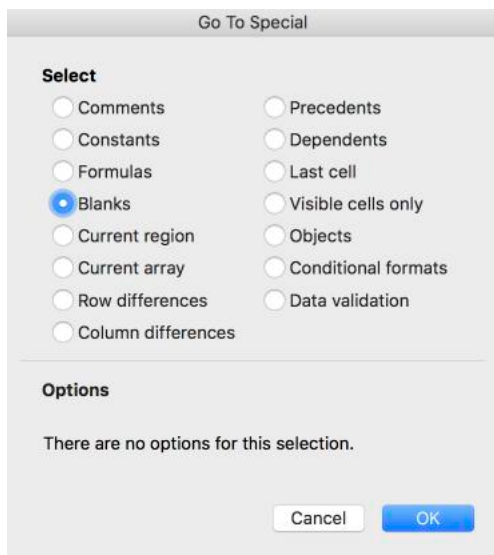 Go To Special
Select
Comments
Constants
Formulas
Blanks
Current region
Current array
Row differences
Column differences
Precedents
Dependents
Last cell
Visible cells only
Objects
Conditional formats
Data validation
Options
There are no options for this selection.
Cancel
OK